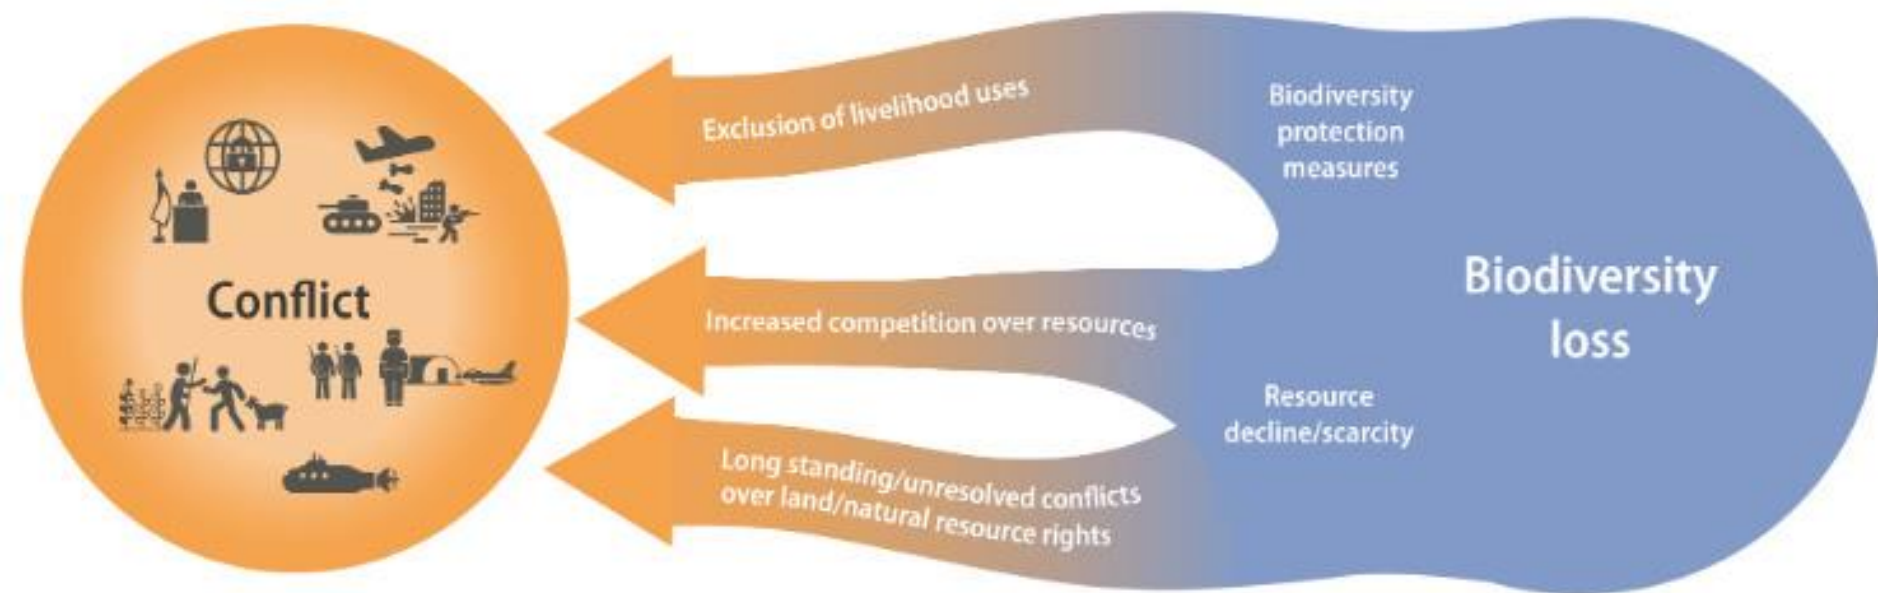 Conflict
Exclusion of livelihood uses
Increased competition over resources
Long standing/unresolved conflicts
over land/natural resource rights
Biodiversity
protection
measures
Resource
decline/scarcity
Biodiversity
loss